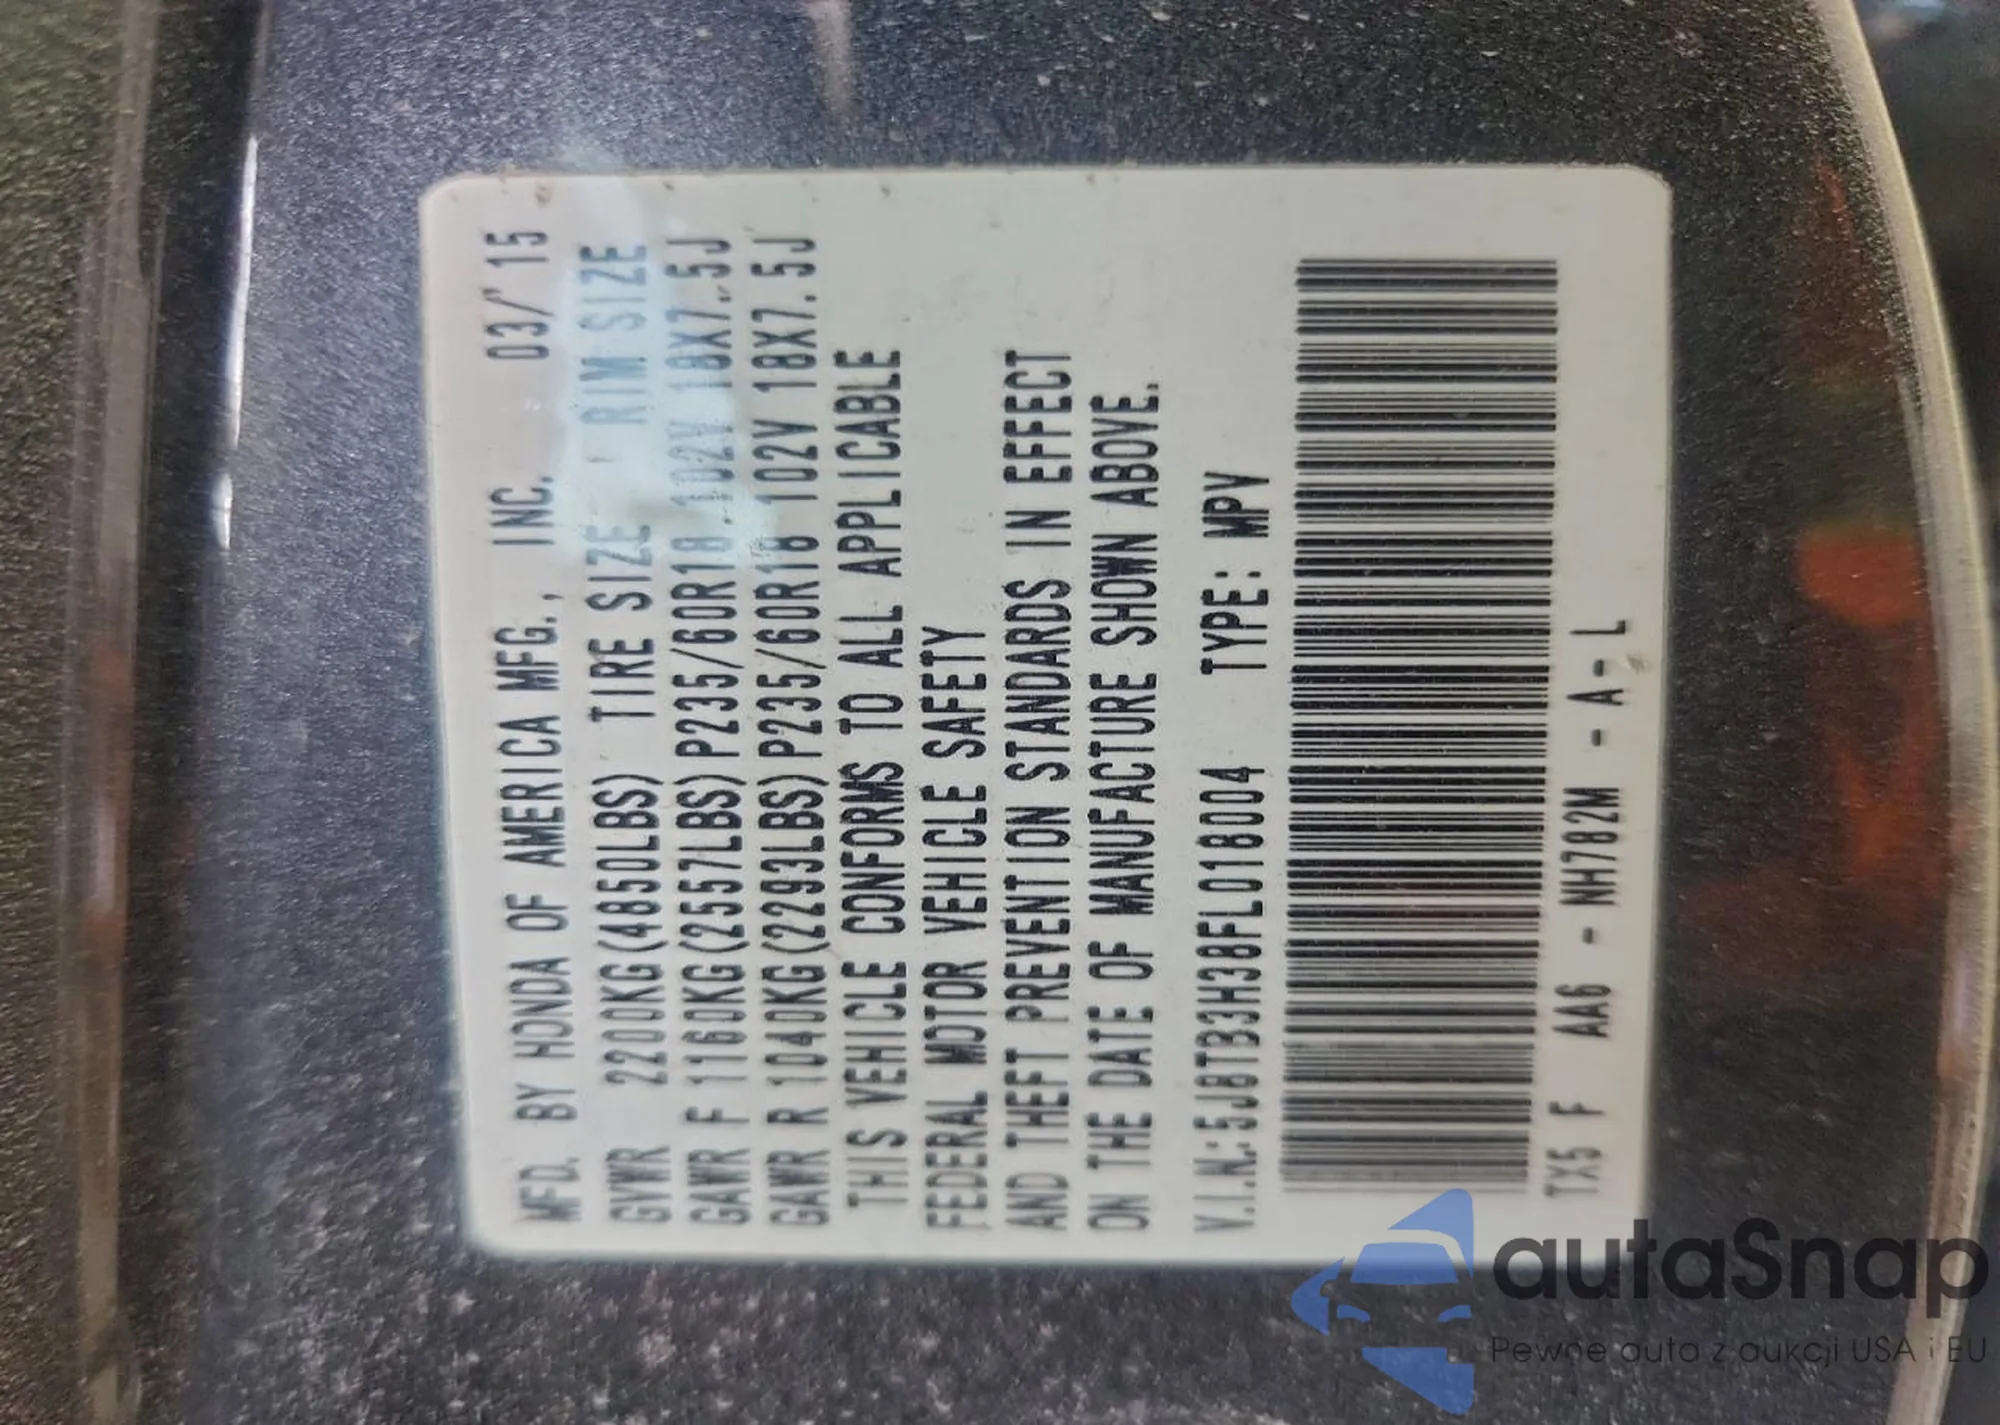 MFD. BY HONDA OF AMERICA MFG., INC. 03/'15
GVWR 2200KG(4850LBS) TIRE SIZE RIM SIZE
GAWR F 1160KG(2557LBS)P235/60R18 102V 18X7.5J
GAWR R 1040KG(2293LBS)P235/60R18 102V 18X7.5J
THIS VEHICLE CONFORMS TO ALL APPLICABLE
FEDERAL MOTOR VEHICLE SAFETY
AND THEFT PREVENTION STANDARDS IN EFFECT
ON THE DATE OF MANUFACTURE SHOWN ABOVE.
V.I.N.:5J8TB3H38FL018004 TYPE: MPV
TX5 F AA6 - NH782M - A - L
autaSnap
Pewne auta z aukcji USA i EU